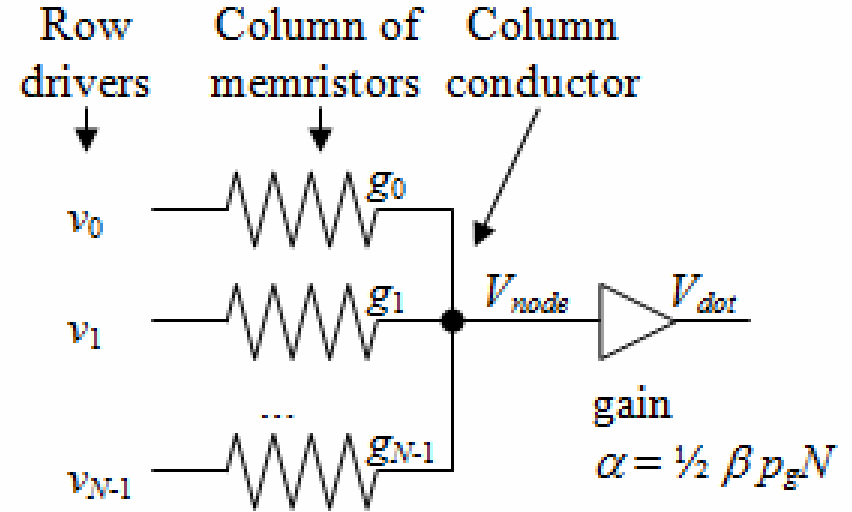 Row Column of Column
drivers memristors conductor
v0 g0
v1 g1 Vnode Vdot
...
vN-1 gN-1
gain
α = ½ β pgN